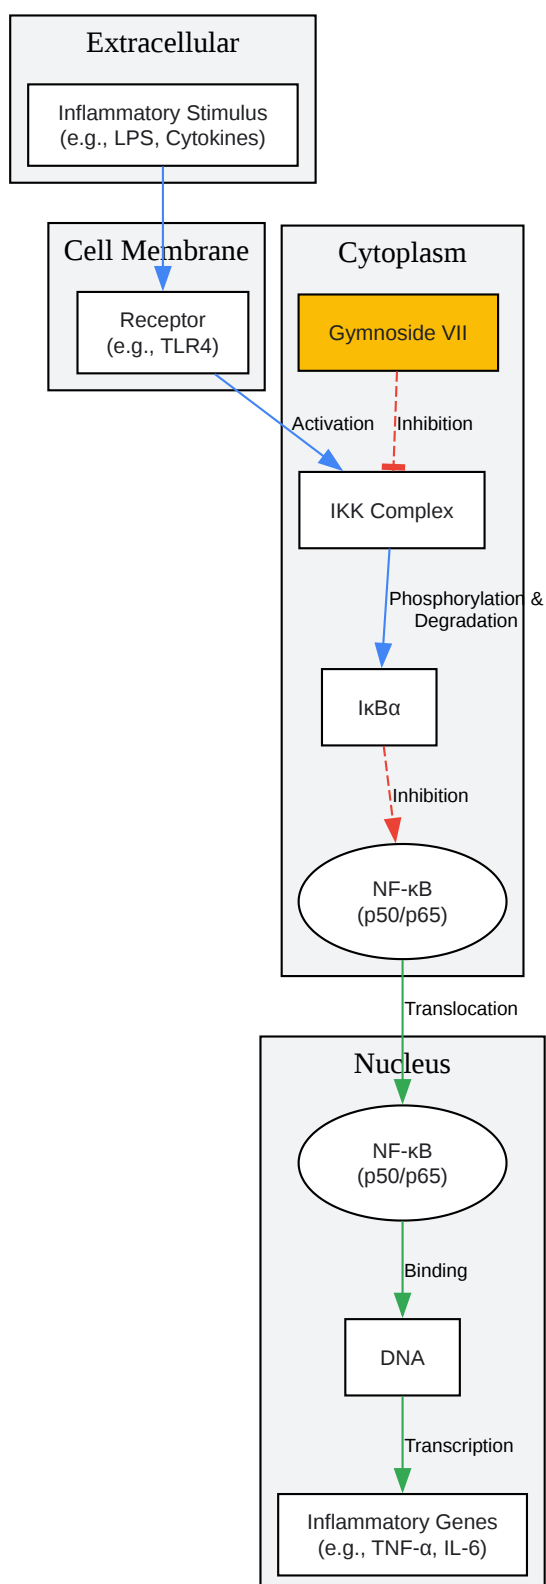 Extracellular
Inflammatory Stimulus
(e.g., LPS, Cytokines)
Cell Membrane
Receptor
(e.g., TLR4)
Cytoplasm
Gymnoside VII
Activation
Inhibition
IKK Complex
Phosphorylation &
Degradation
IκBα
Inhibition
NF-κB
(p50/p65)
Translocation
Nucleus
NF-κB
(p50/p65)
Binding
DNA
Transcription
Inflammatory Genes
(e.g., TNF-α, IL-6)